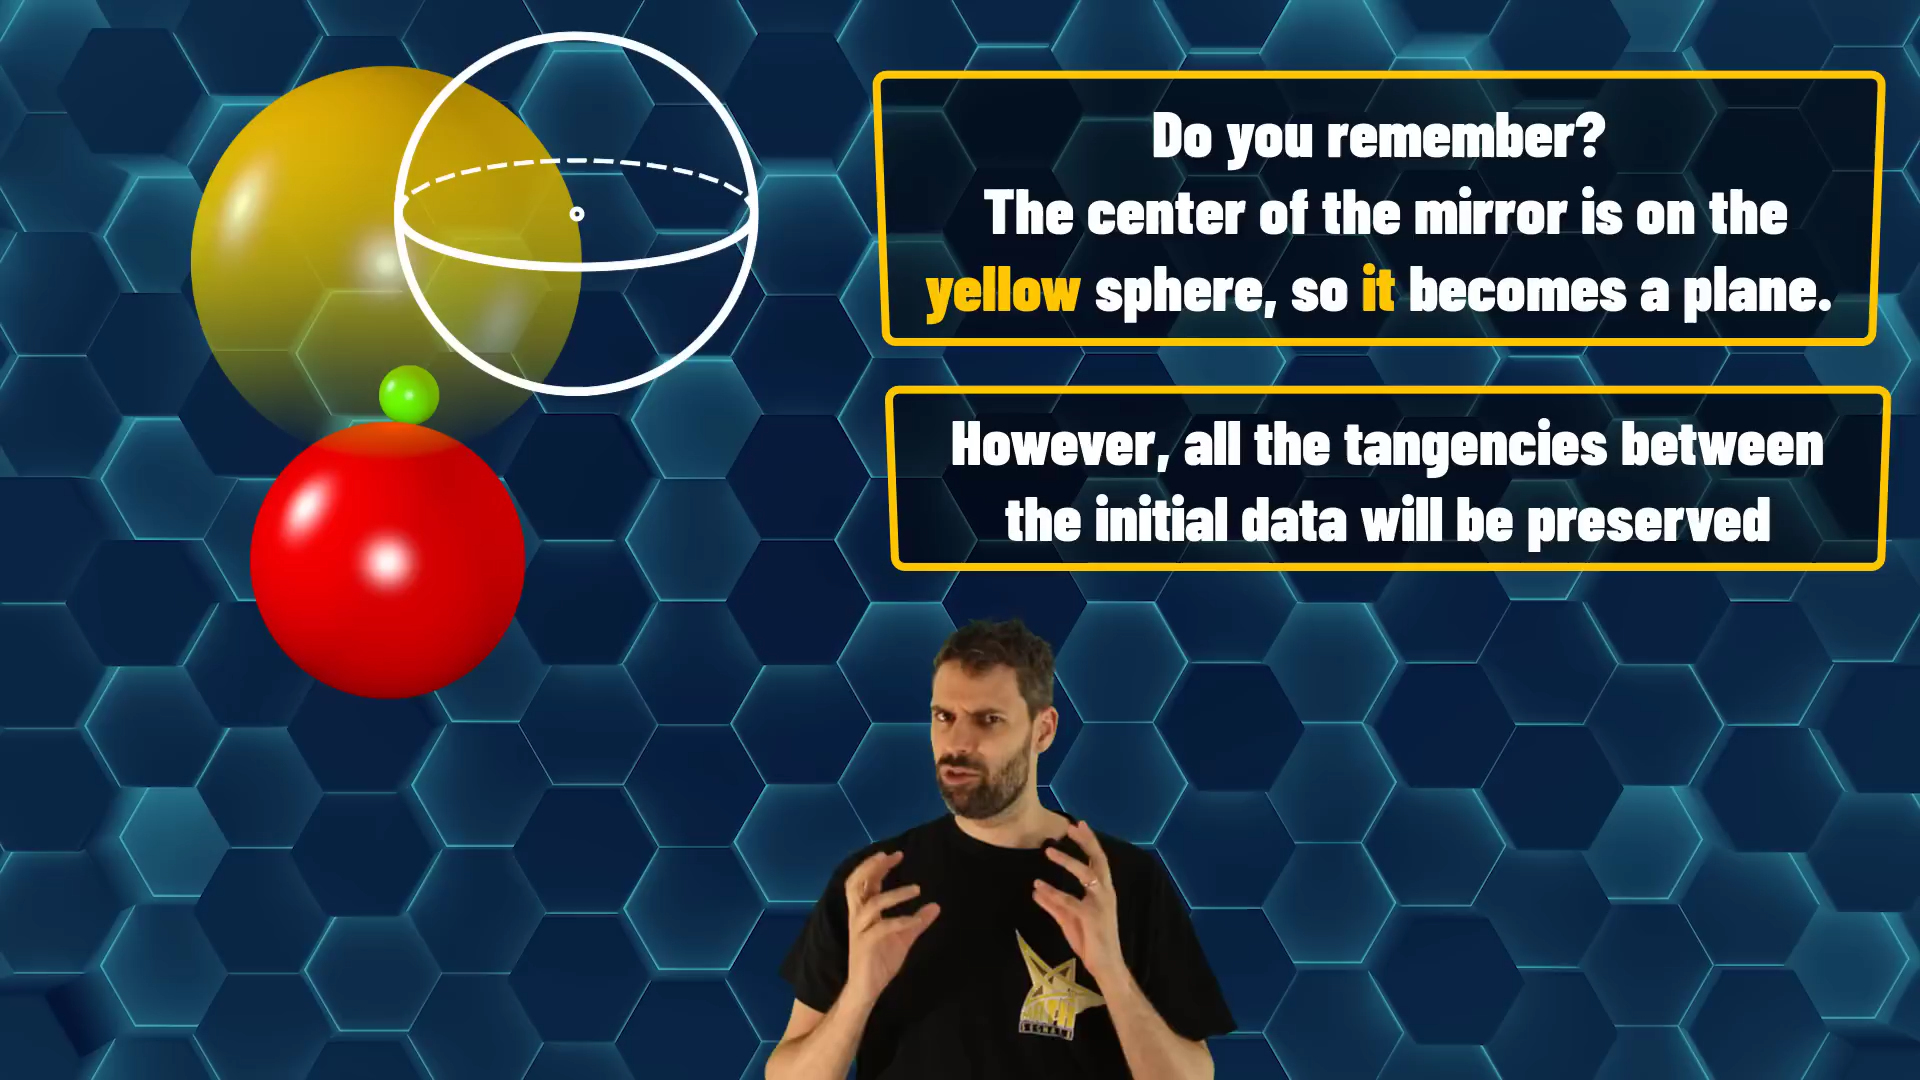 Do you remember?
The center of the mirror is on the
yellow sphere, so it becomes a plane.
However, all the tangencies between
the initial data will be preserved